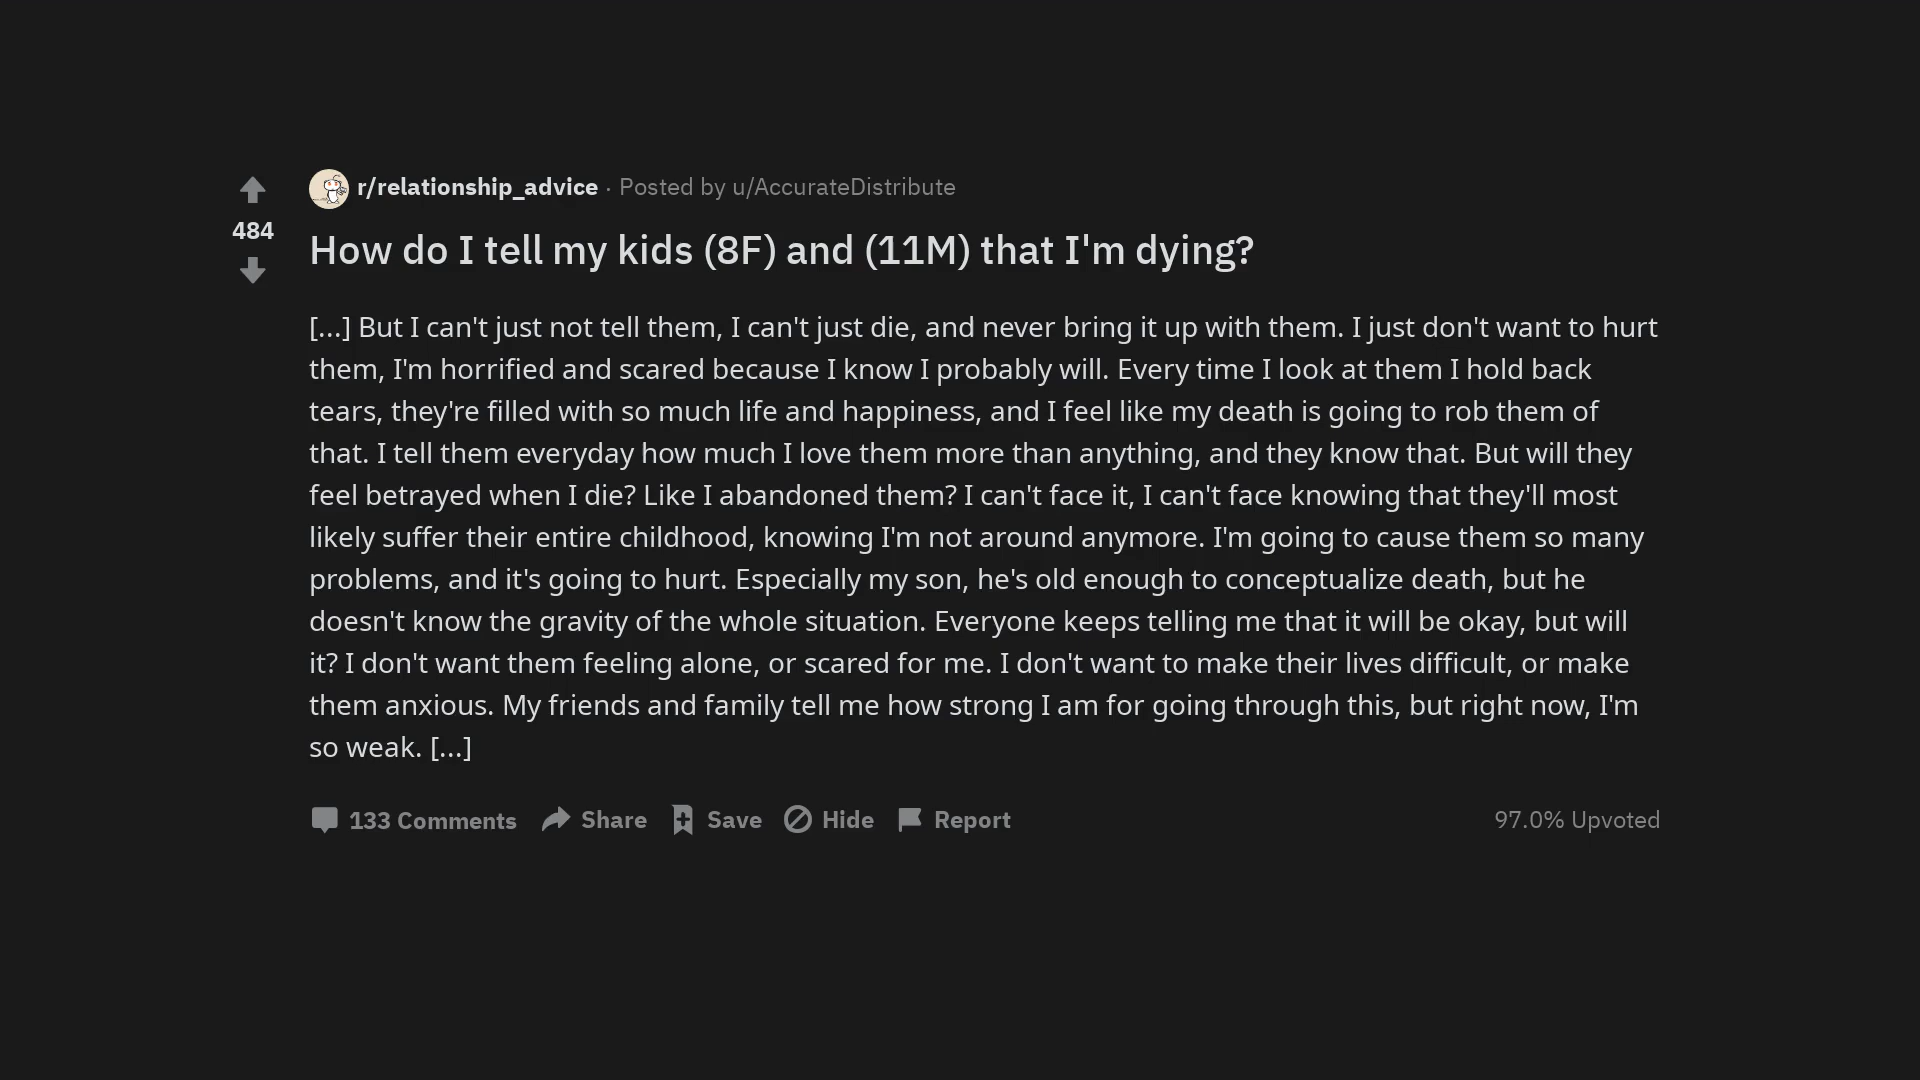 r/relationship_advice · Posted by u/AccurateDistribute
484
How do I tell my kids (8F) and (11M) that I'm dying?
[...] But I can't just not tell them, I can't just die, and never bring it up with them. I just don't want to hurt
them, I'm horrified and scared because I know I probably will. Every time I look at them I hold back
tears, they're filled with so much life and happiness, and I feel like my death is going to rob them of
that. I tell them everyday how much I love them more than anything, and they know that. But will they
feel betrayed when I die? Like I abandoned them? I can't face it, I can't face knowing that they'll most
likely suffer their entire childhood, knowing I'm not around anymore. I'm going to cause them so many
problems, and it's going to hurt. Especially my son, he's old enough to conceptualize death, but he
doesn't know the gravity of the whole situation. Everyone keeps telling me that it will be okay, but will
it? I don't want them feeling alone, or scared for me. I don't want to make their lives difficult, or make
them anxious. My friends and family tell me how strong I am for going through this, but right now, I'm
so weak. [...]
133 Comments Share Save Hide Report 97.0% Upvoted